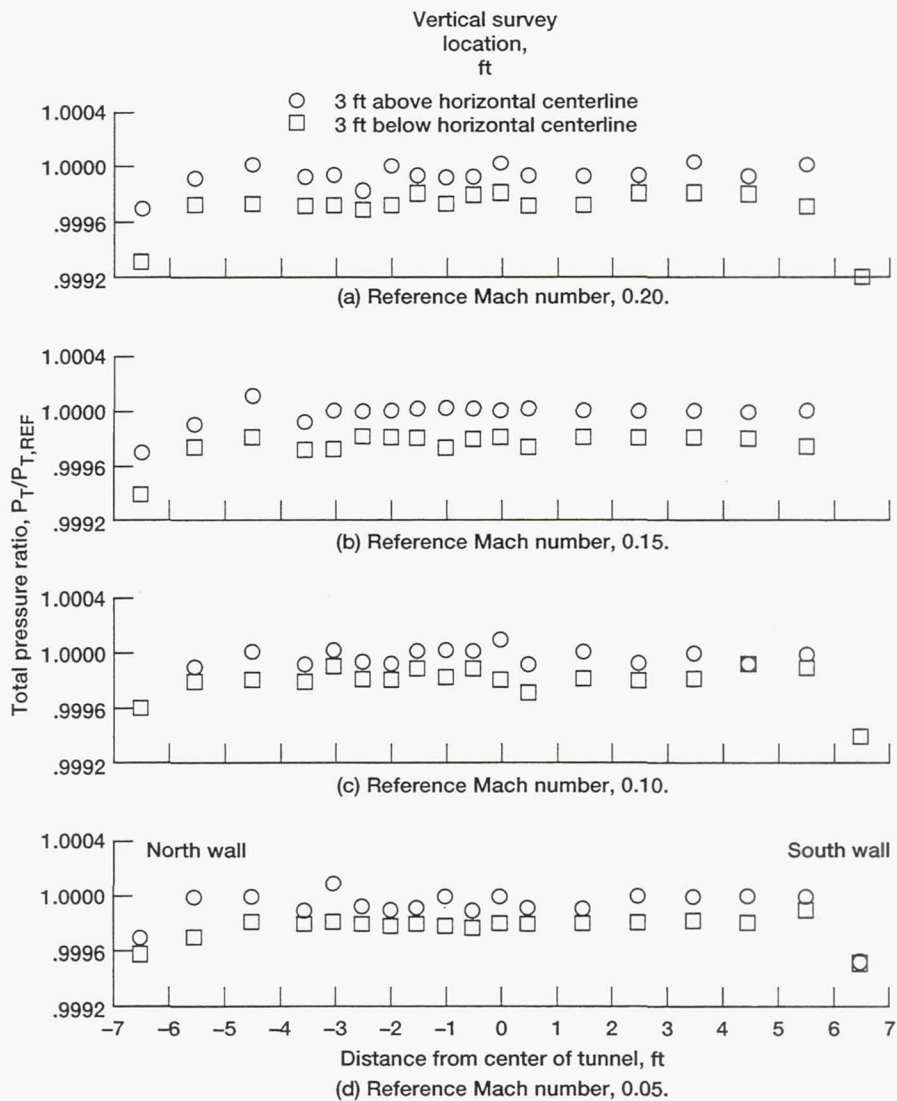 Vertical survey
location,
ft
○ 3 ft above horizontal centerline
□ 3 ft below horizontal centerline
Total pressure ratio, P_T/P_T,REF
1.0004
1.0000
.9996
.9992
(a) Reference Mach number, 0.20.
1.0004
1.0000
.9996
.9992
(b) Reference Mach number, 0.15.
1.0004
1.0000
.9996
.9992
(c) Reference Mach number, 0.10.
1.0004
1.0000
.9996
.9992
North wall
South wall
–7 –6 –5 –4 –3 –2 –1 0 1 2 3 4 5 6 7
Distance from center of tunnel, ft
(d) Reference Mach number, 0.05.